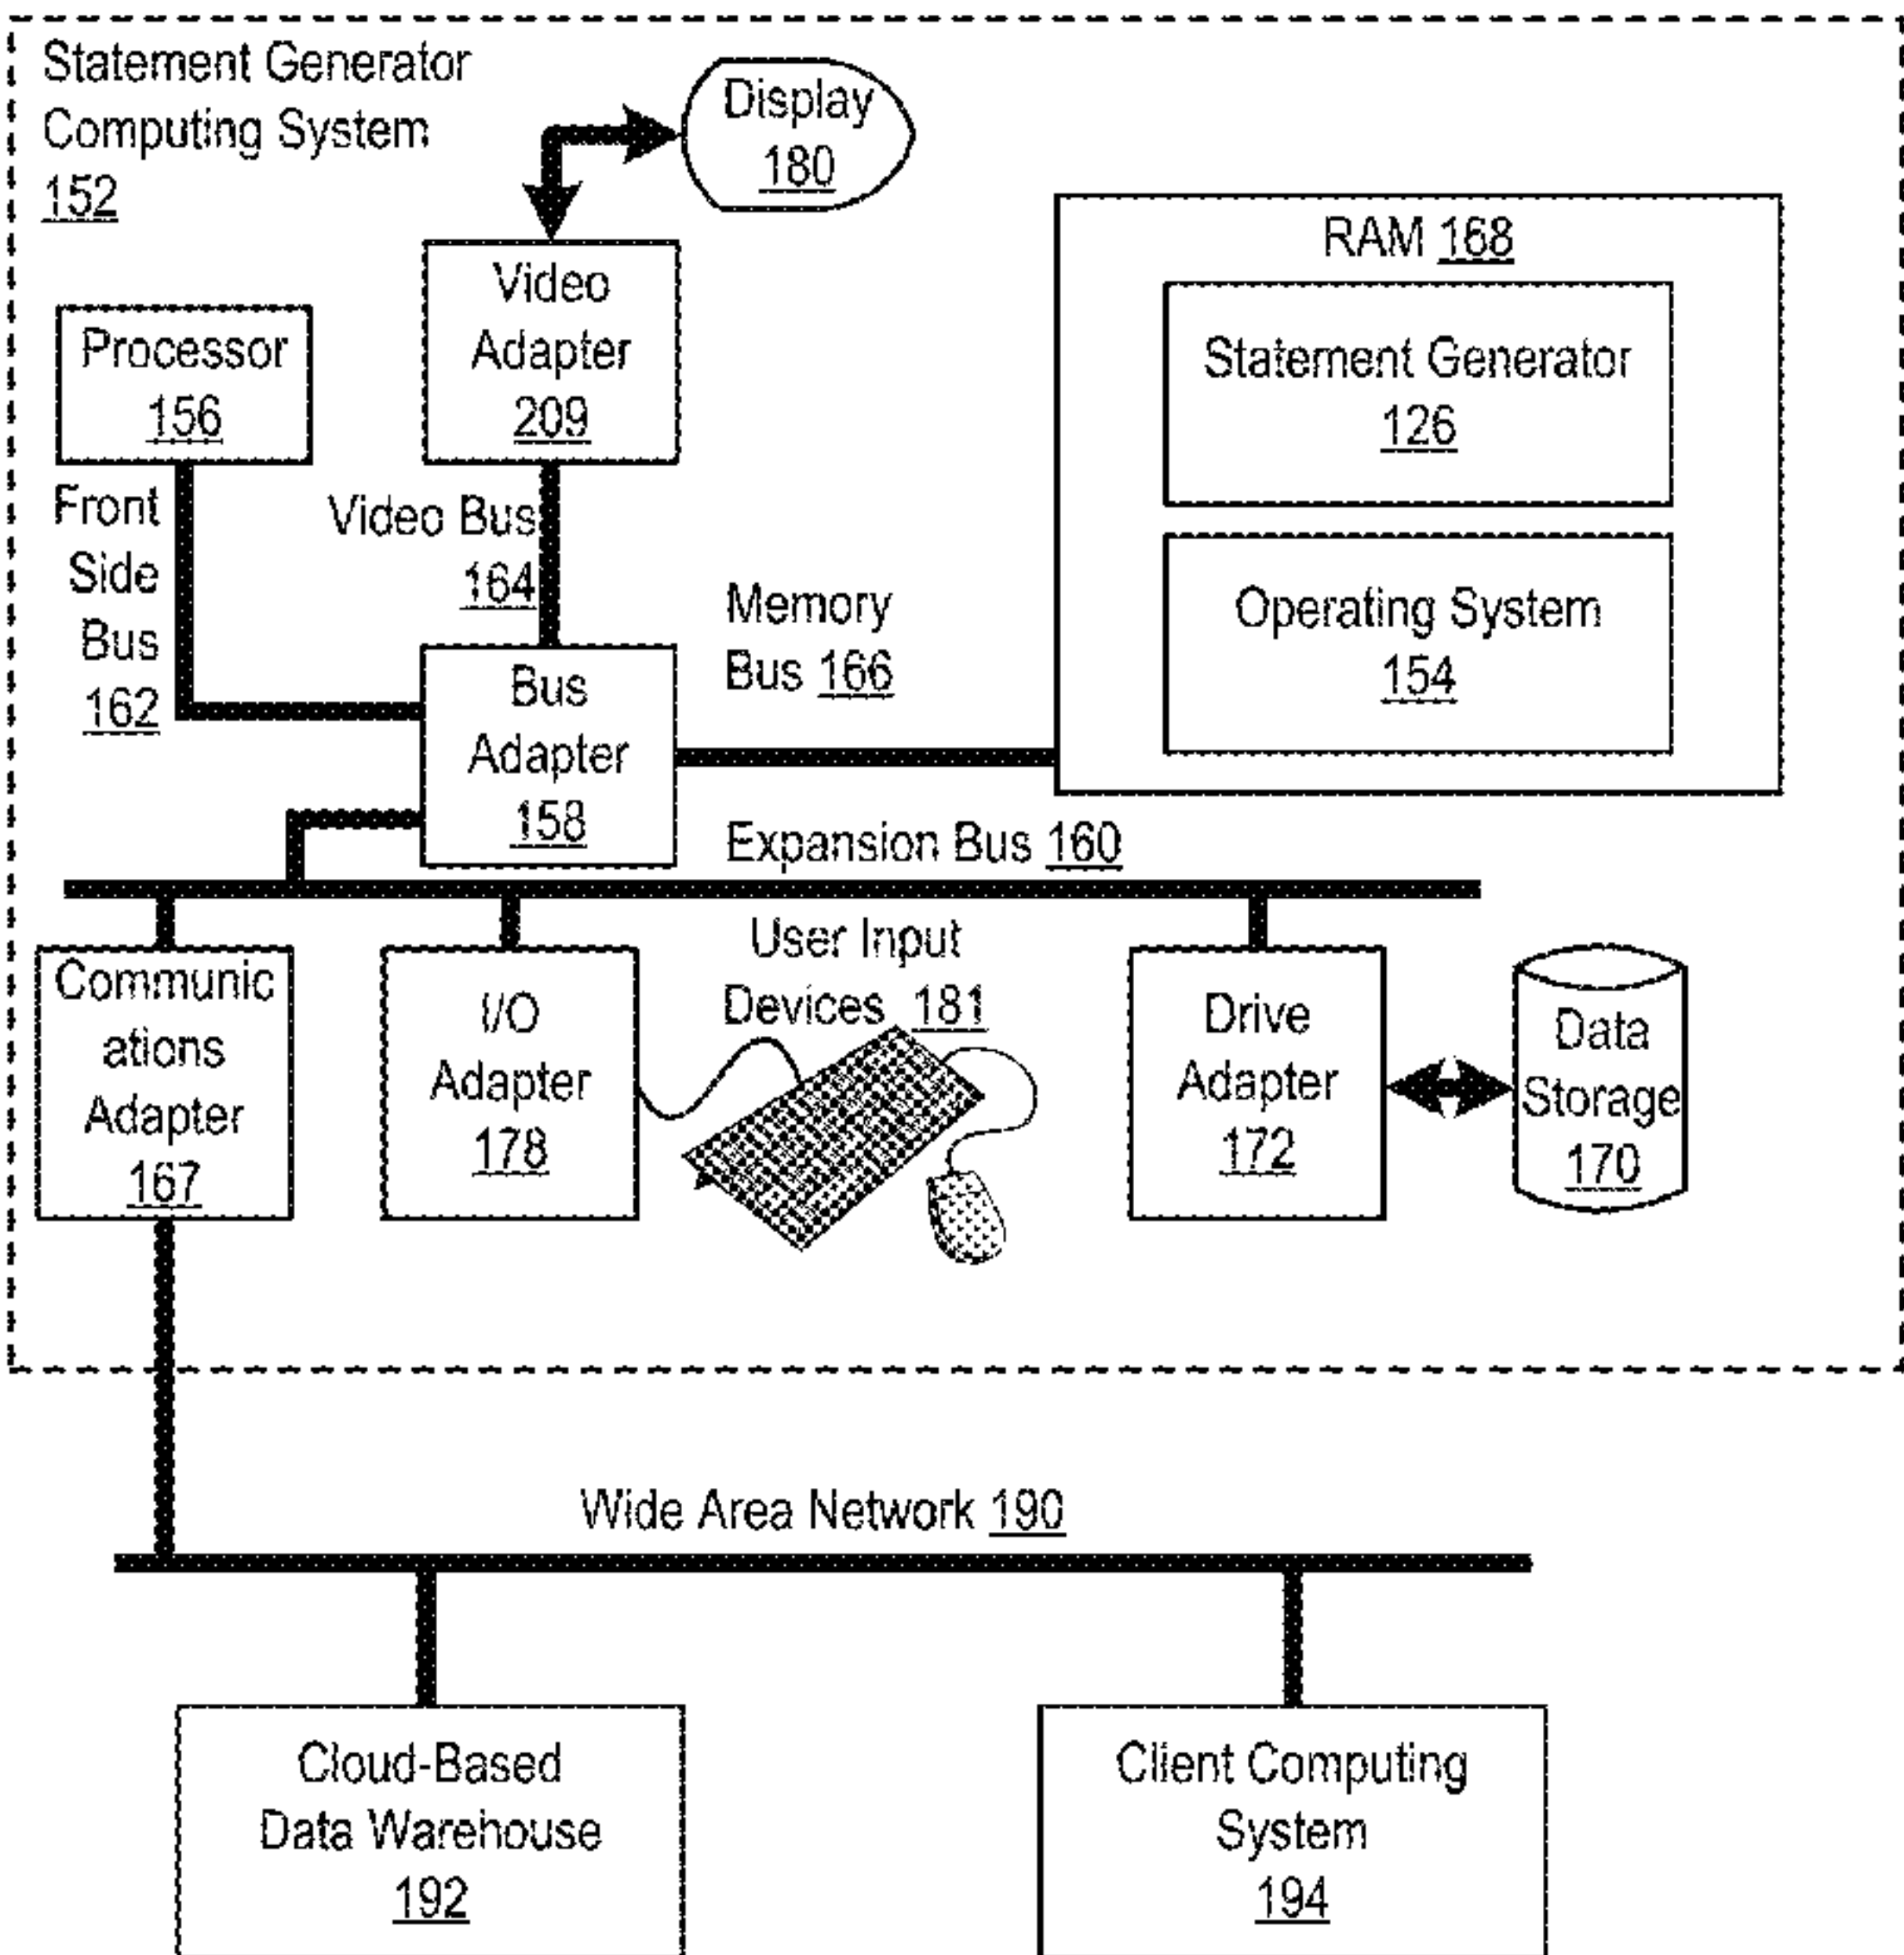 Statement Generator
Computing System
152
Display
180
Video
Adapter
209
Processor
156
RAM 168
Statement Generator
126
Operating System
154
Front
Side
Bus
162
Video Bus
164
Memory
Bus 166
Bus
Adapter
158
Expansion Bus 160
Communic
ations
Adapter
167
I/O
Adapter
178
User Input
Devices 181
Drive
Adapter
172
Data
Storage
170
Wide Area Network 190
Cloud-Based
Data Warehouse
192
Client Computing
System
194